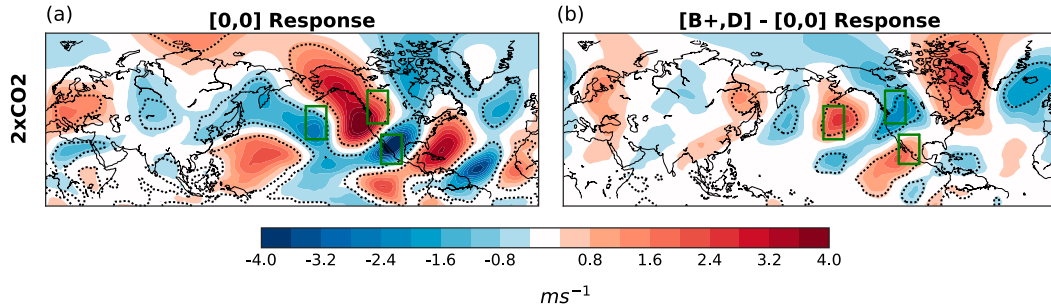 (a) [0,0] Response
(b) [B+,D] - [0,0] Response
2xCO2
-4.0 -3.2 -2.4 -1.6 -0.8 0.8 1.6 2.4 3.2 4.0
ms⁻¹